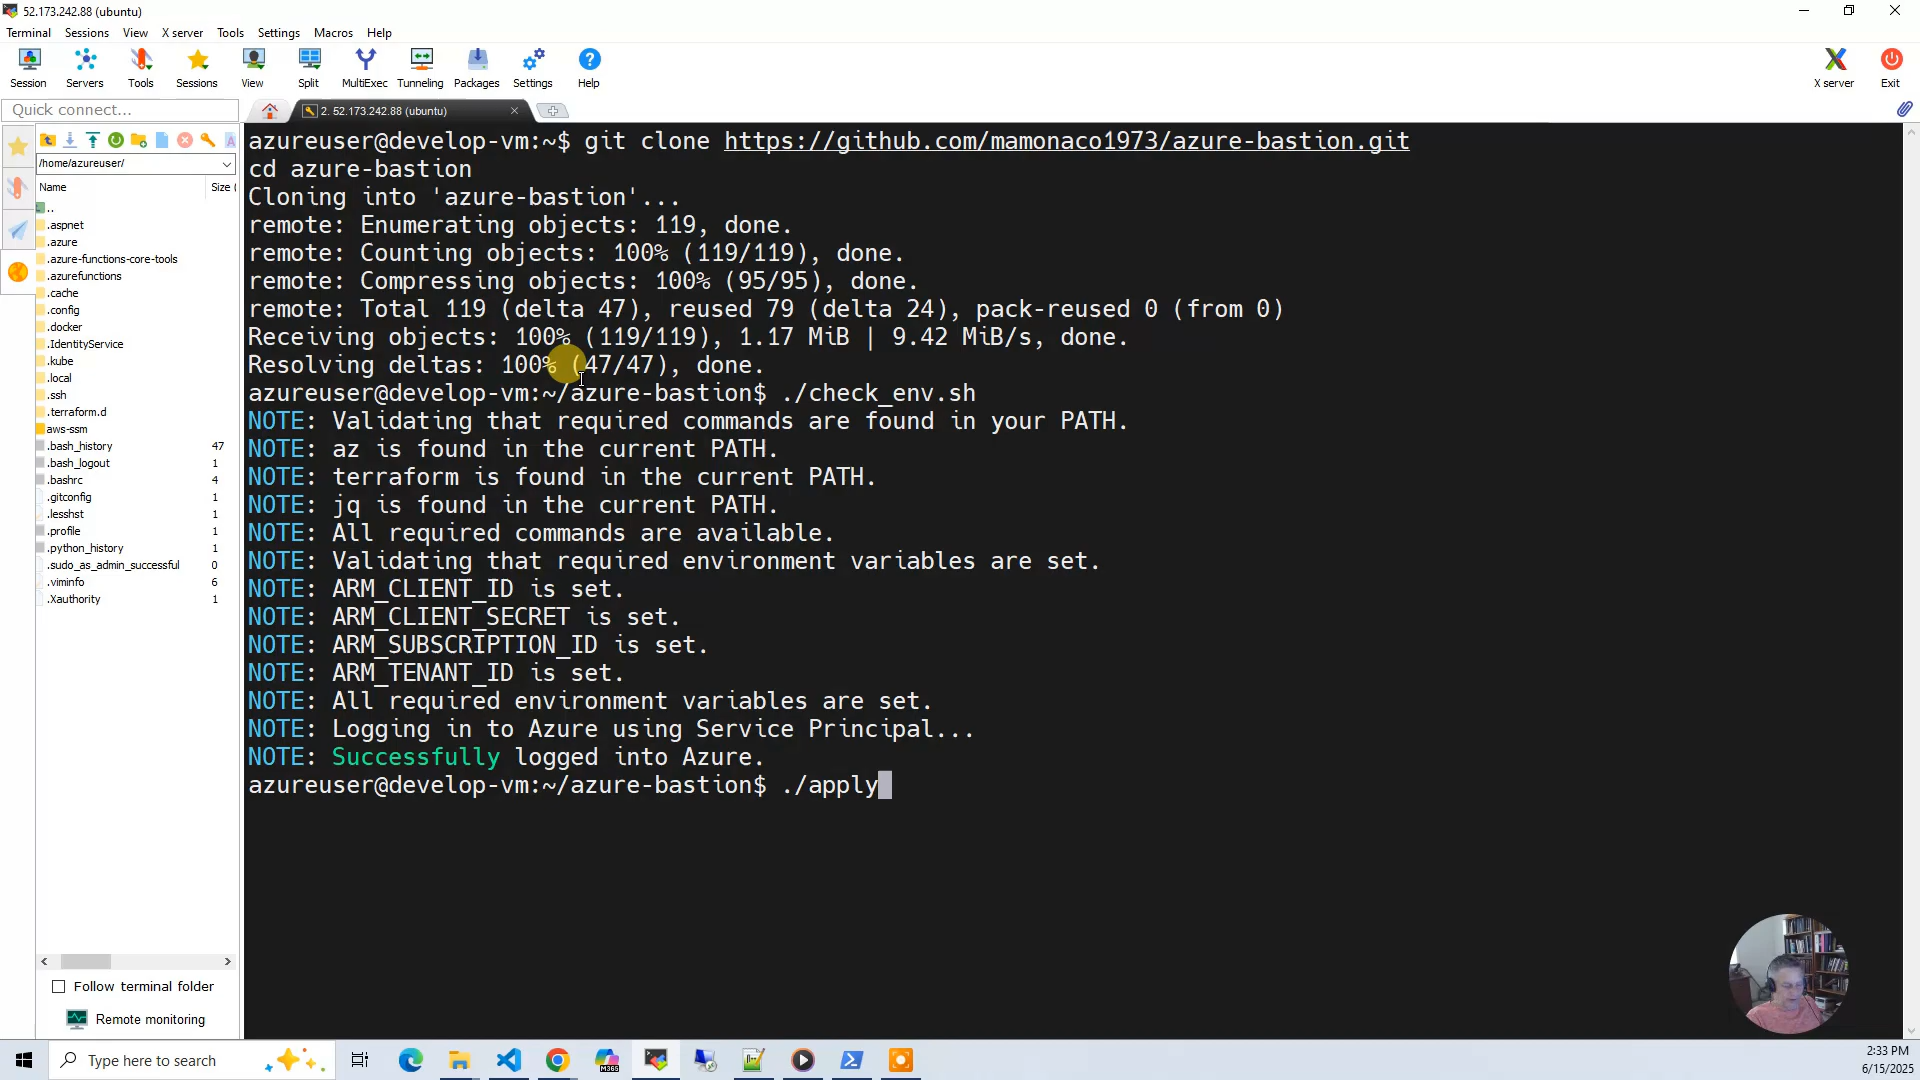 52.173.242.88 (ubuntu)
Terminal Sessions View X server Tools Settings Macros Help
Session Servers Tools Sessions View Split MultiExec Tunneling Packages Settings Help X server Exit
Quick connect...
2. 52.173.242.88 (ubuntu)
/home/azureuser/
Name Size (
..
.aspnet
.azure
.azure-functions-core-tools
.azurefunctions
.cache
.config
.docker
.IdentityService
.kube
.local
.ssh
.terraform.d
aws-ssm
.bash_history 47
.bash_logout 1
.bashrc 4
.gitconfig 1
.lesshst 1
.profile 1
.python_history 1
.sudo_as_admin_successful 0
.viminfo 6
.Xauthority 1
Follow terminal folder
Remote monitoring
azureuser@develop-vm:~$ git clone https://github.com/mamonaco1973/azure-bastion.git
cd azure-bastion
Cloning into 'azure-bastion'...
remote: Enumerating objects: 119, done.
remote: Counting objects: 100% (119/119), done.
remote: Compressing objects: 100% (95/95), done.
remote: Total 119 (delta 47), reused 79 (delta 24), pack-reused 0 (from 0)
Receiving objects: 100% (119/119), 1.17 MiB | 9.42 MiB/s, done.
Resolving deltas: 100% (47/47), done.
azureuser@develop-vm:~/azure-bastion$ ./check_env.sh
NOTE: Validating that required commands are found in your PATH.
NOTE: az is found in the current PATH.
NOTE: terraform is found in the current PATH.
NOTE: jq is found in the current PATH.
NOTE: All required commands are available.
NOTE: Validating that required environment variables are set.
NOTE: ARM_CLIENT_ID is set.
NOTE: ARM_CLIENT_SECRET is set.
NOTE: ARM_SUBSCRIPTION_ID is set.
NOTE: ARM_TENANT_ID is set.
NOTE: All required environment variables are set.
NOTE: Logging in to Azure using Service Principal...
NOTE: Successfully logged into Azure.
azureuser@develop-vm:~/azure-bastion$ ./apply
Type here to search
M365
2:33 PM
6/15/2025